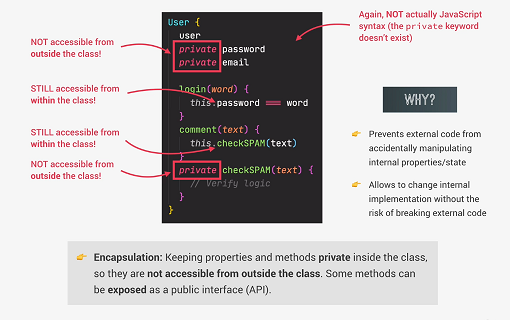 User {
user
private password
private email
login(word) {
this.password === word
}
comment(text) {
this.checkSPAM(text)
}
private checkSPAM(text) {
// Verify logic
}
}
NOT accessible from
outside the class!
STILL accessible from
within the class!
STILL accessible from
within the class!
NOT accessible from
outside the class!
Again, NOT actually JavaScript
syntax (the private keyword
doesn't exist)
WHY?
👉 Prevents external code from
accidentally manipulating
internal properties/state
👉 Allows to change internal
implementation without the
risk of breaking external code
👉 Encapsulation: Keeping properties and methods private inside the class,
so they are not accessible from outside the class. Some methods can
be exposed as a public interface (API).